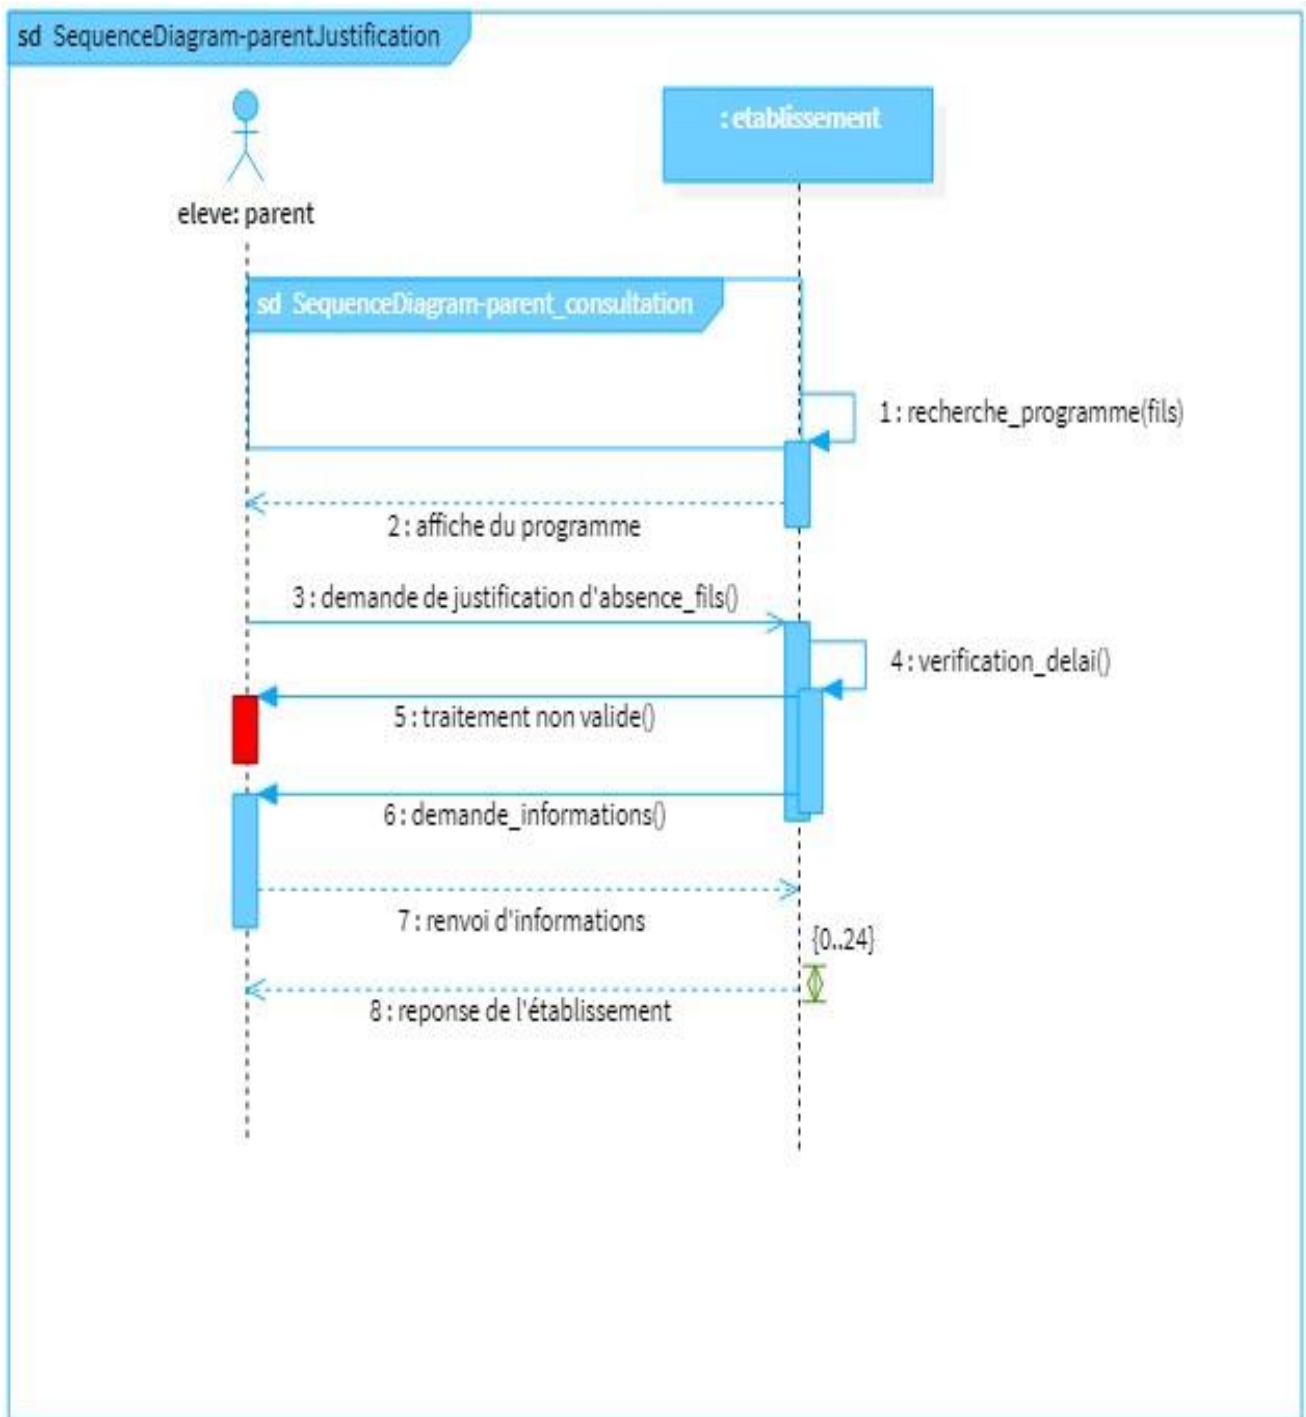 sd SequenceDiagram-parentJustification
: etablissement
eleve: parent
sd SequenceDiagram-parent_consultation
1 : recherche_programme(fils)
2 : affiche du programme
3 : demande de justification d'absence_fils()
4 : verification_delai()
5 : traitement non valide()
6 : demande_informations()
7 : renvoi d'informations
{0..24}
8 : reponse de l'établissement